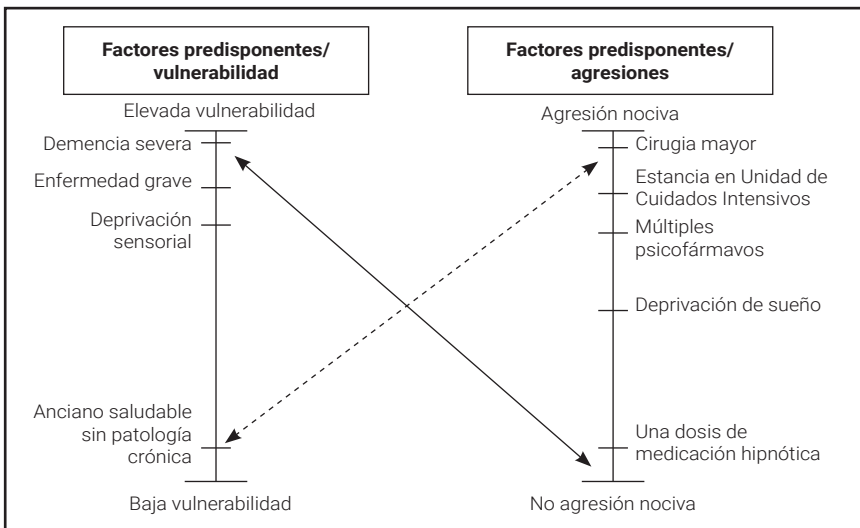 Factores predisponentes/
vulnerabilidad
Elevada vulnerabilidad
Demencia severa
Enfermedad grave
Deprivación
sensorial
Anciano saludable
sin patología
crónica
Baja vulnerabilidad
Factores predisponentes/
agresiones
Agresión nociva
Cirugia mayor
Estancia en Unidad de
Cuidados Intensivos
Múltiples
psicofármavos
Deprivación de sueño
Una dosis de
medicación hipnótica
No agresión nociva